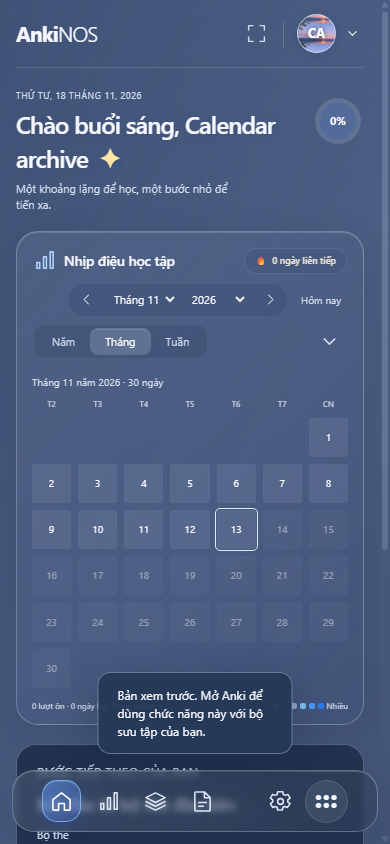 AnkiNOS
CA
THỨ TƯ, 18 THÁNG 11, 2026
Chào buổi sáng, Calendar
archive
0%
Một khoảng lặng để học, một bước nhỏ để
tiến xa.
Nhịp điệu học tập
0 ngày liên tiếp
Tháng 11
2026
Hôm nay
Năm
Tháng
Tuần
Tháng 11 năm 2026 · 30 ngày
T2 T3 T4 T5 T6 T7 CN
1
2 3 4 5 6 7 8
9 10 11 12 13 14 15
16 17 18 19 20 21 22
23 24 25 26 27 28 29
30
0 lượt ôn · 0 ngày
Nhiều
Bản xem trước. Mở Anki để
dùng chức năng này với bộ
sưu tập của bạn.
BƯỚC TIẾP THEO CỦA BẠN
Bộ thẻ